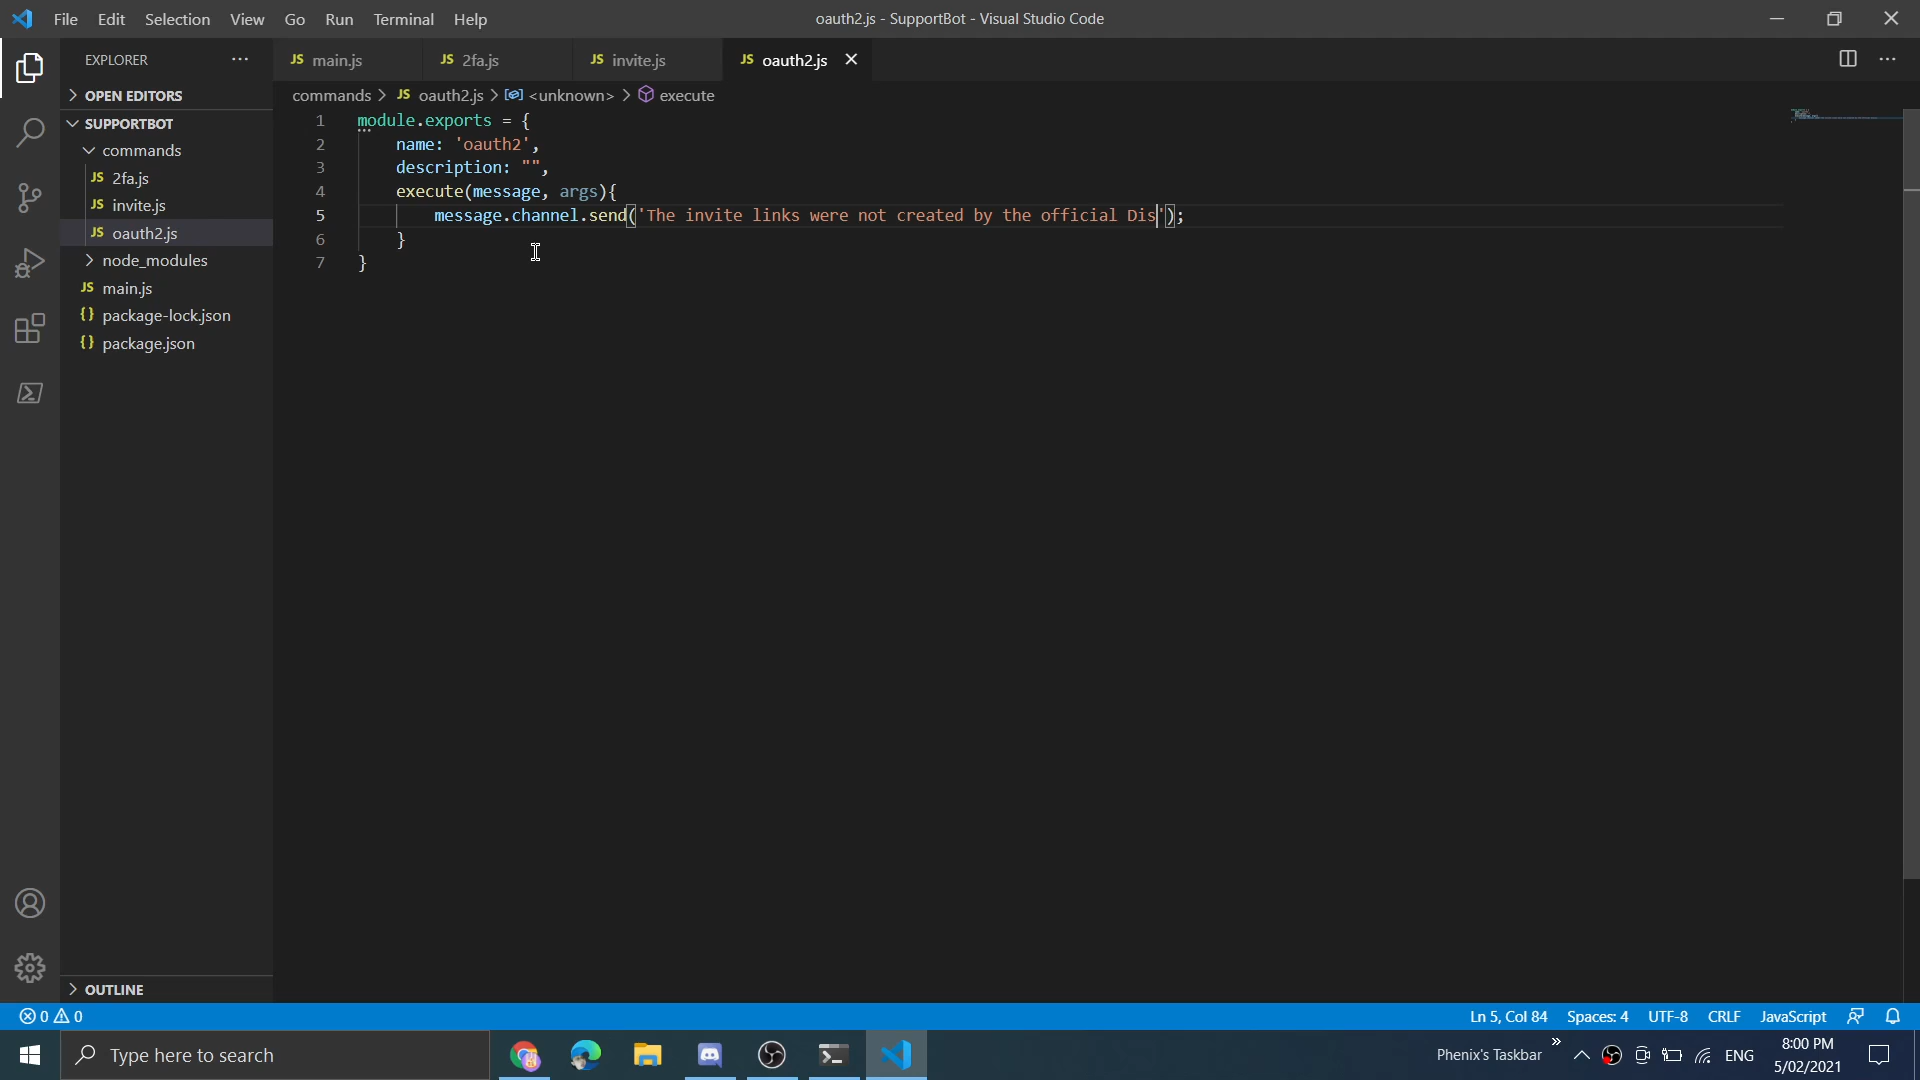 File Edit Selection View Go Run Terminal Help
oauth2.js - SupportBot - Visual Studio Code
EXPLORER
OPEN EDITORS
SUPPORTBOT
commands
JS 2fa.js
JS invite.js
JS oauth2.js
node_modules
JS main.js
{} package-lock.json
{} package.json
OUTLINE
JS main.js JS 2fa.js JS invite.js JS oauth2.js
commands > JS oauth2.js > <unknown> > execute
1 module.exports = {
2 name: 'oauth2',
3 description: "",
4 execute(message, args){
5 message.channel.send('The invite links were not created by the official Dis');
6 }
7 }
0 0 Ln 5, Col 84 Spaces: 4 UTF-8 CRLF JavaScript
Type here to search
Phenix's Taskbar » ENG
8:00 PM
5/02/2021